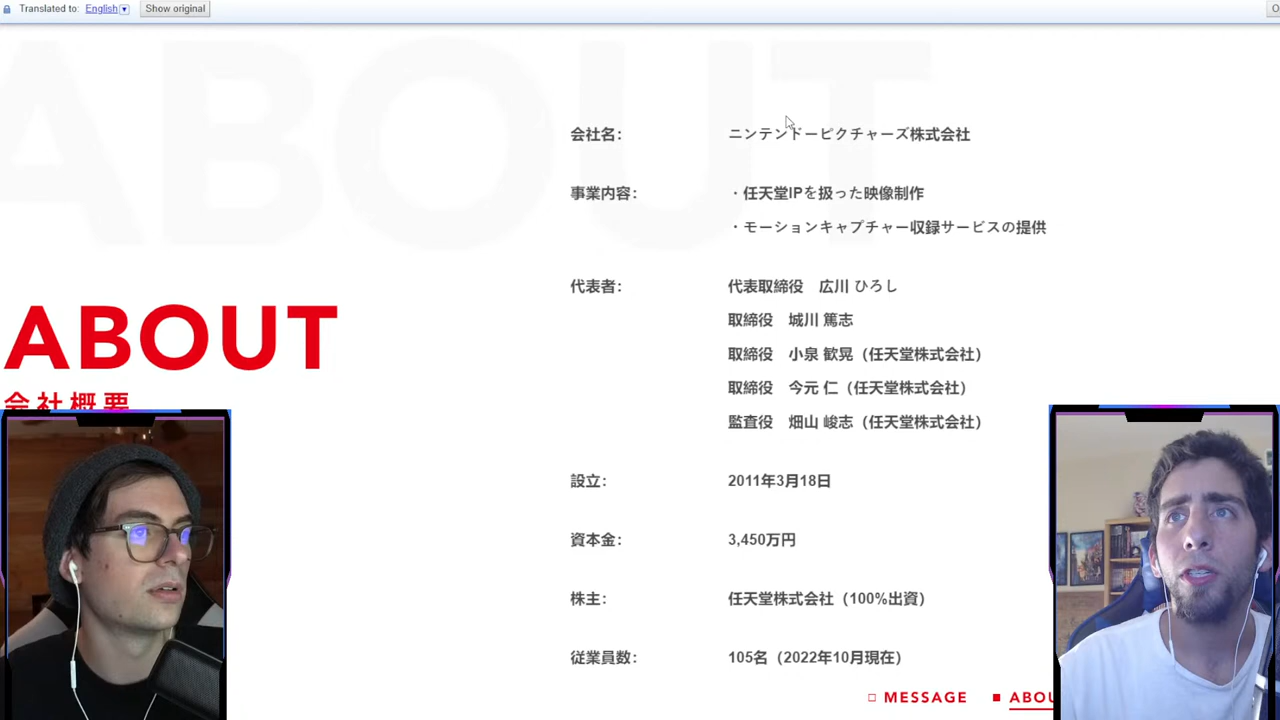 Translated to: English Show original
ABOUT
会社名: ニンテンドーピクチャーズ株式会社
事業内容: ・任天堂IPを扱った映像制作
・モーションキャプチャー収録サービスの提供
代表者: 代表取締役 広川 ひろし
取締役 城川 篤志
取締役 小泉 歓晃（任天堂株式会社）
取締役 今元 仁（任天堂株式会社）
監査役 畑山 峻志（任天堂株式会社）
ABOUT
会社概要
設立: 2011年3月18日
資本金: 3,450万円
株主: 任天堂株式会社（100%出資）
従業員数: 105名（2022年10月現在）
MESSAGE ABOU